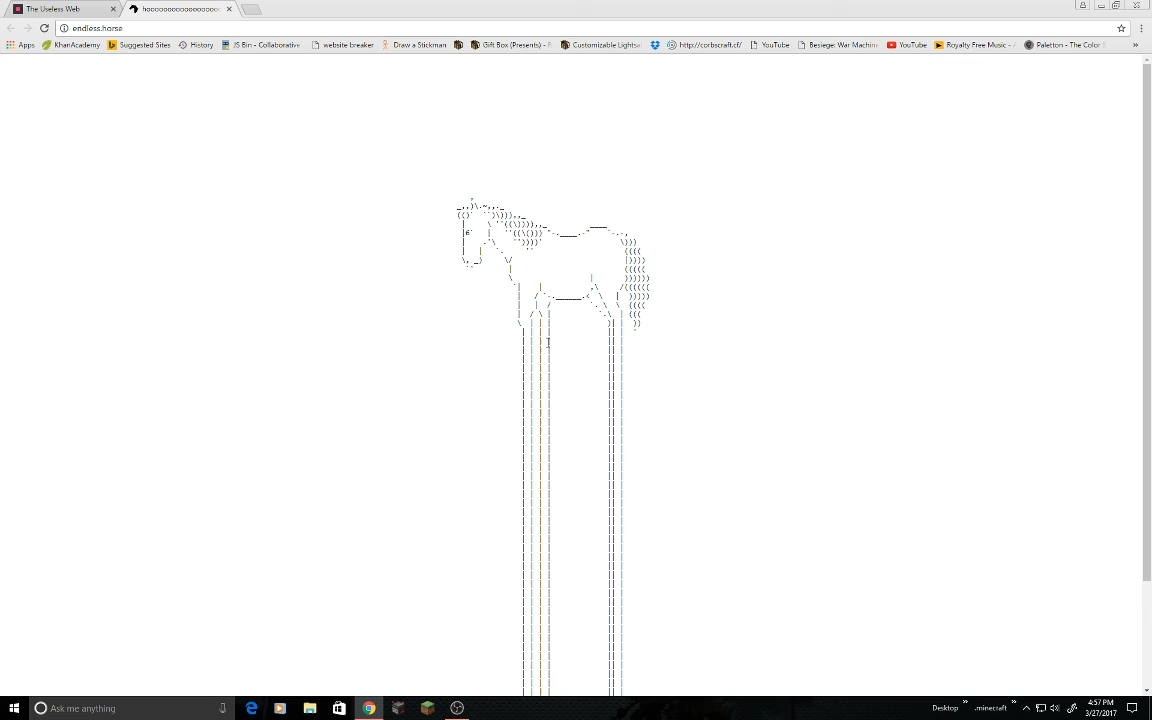 The Useless Web
hooooooooooooooooo
endless.horse
Apps KhanAcademy Suggested Sites History JS Bin - Collaborative website breaker Draw a Stickman Gift Box (Presents) - F Customizable Lightsa http://corbscraft.cf/ YouTube Besiege: War Machine YouTube Royalty Free Music - Paletton - The Color
Ask me anything
Desktop
.minecraft
4:57 PM
3/27/2017